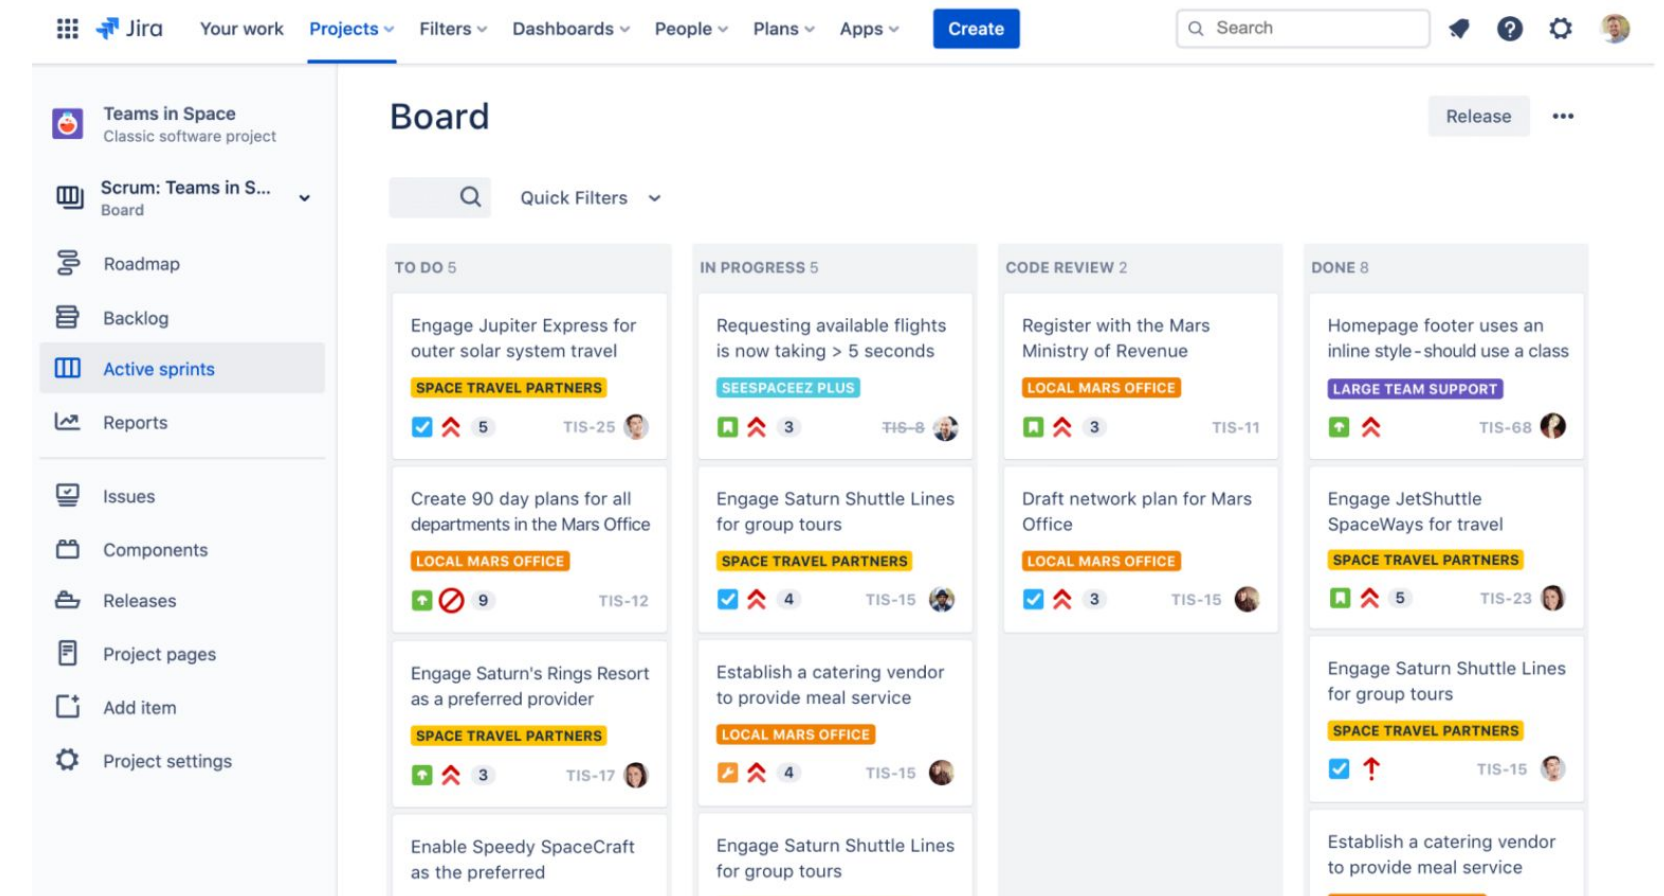 Jira
Your work
Projects
Filters
Dashboards
People
Plans
Apps
Create
Search
Teams in Space
Classic software project
Scrum: Teams in S...
Board
Roadmap
Backlog
Active sprints
Reports
Issues
Components
Releases
Project pages
Add item
Project settings
Board
Release
Quick Filters
TO DO 5
Engage Jupiter Express for
outer solar system travel
SPACE TRAVEL PARTNERS
5
TIS-25
Create 90 day plans for all
departments in the Mars Office
LOCAL MARS OFFICE
9
TIS-12
Engage Saturn's Rings Resort
as a preferred provider
SPACE TRAVEL PARTNERS
3
TIS-17
Enable Speedy SpaceCraft
as the preferred
IN PROGRESS 5
Requesting available flights
is now taking > 5 seconds
SEESPACEEZ PLUS
3
TIS-8
Engage Saturn Shuttle Lines
for group tours
SPACE TRAVEL PARTNERS
4
TIS-15
Establish a catering vendor
to provide meal service
LOCAL MARS OFFICE
4
TIS-15
Engage Saturn Shuttle Lines
for group tours
CODE REVIEW 2
Register with the Mars
Ministry of Revenue
LOCAL MARS OFFICE
3
TIS-11
Draft network plan for Mars
Office
LOCAL MARS OFFICE
3
TIS-15
DONE 8
Homepage footer uses an
inline style - should use a class
LARGE TEAM SUPPORT
TIS-68
Engage JetShuttle
SpaceWays for travel
SPACE TRAVEL PARTNERS
5
TIS-23
Engage Saturn Shuttle Lines
for group tours
SPACE TRAVEL PARTNERS
TIS-15
Establish a catering vendor
to provide meal service